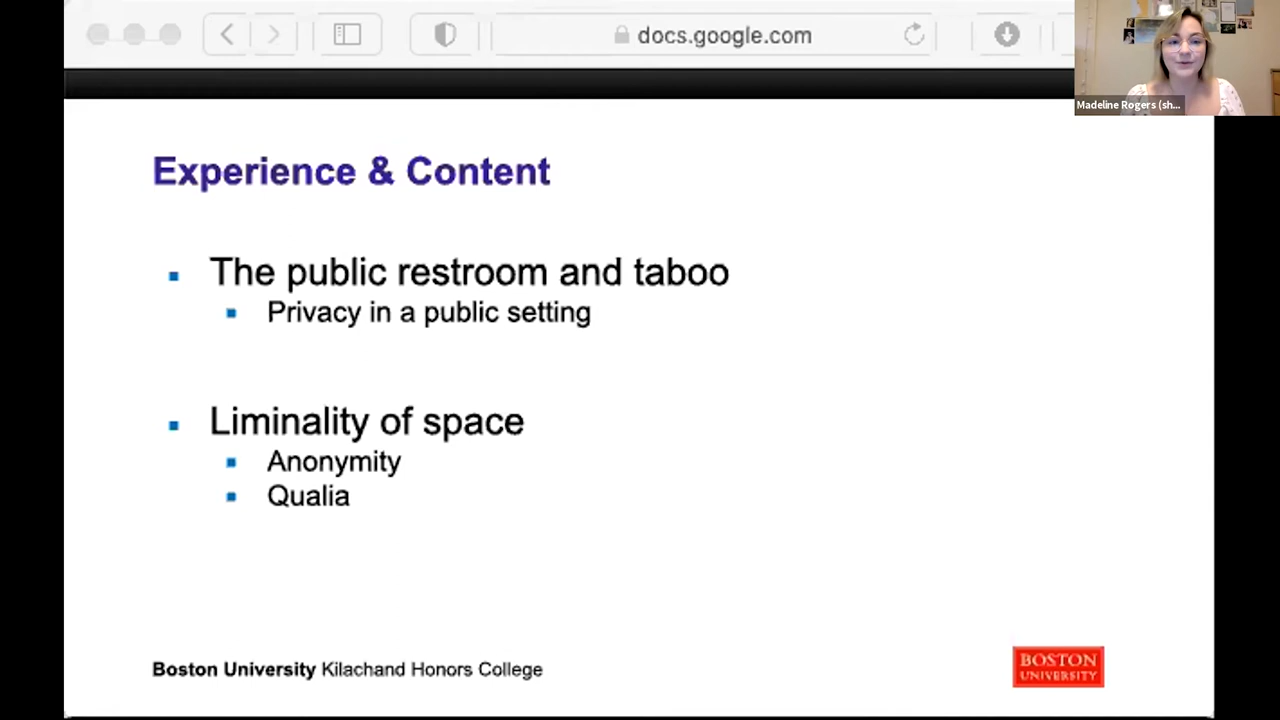 docs.google.com
Madeline Rogers (sh...
Experience & Content
The public restroom and taboo
Privacy in a public setting
Liminality of space
Anonymity
Qualia
Boston University Kilachand Honors College
BOSTON
UNIVERSITY